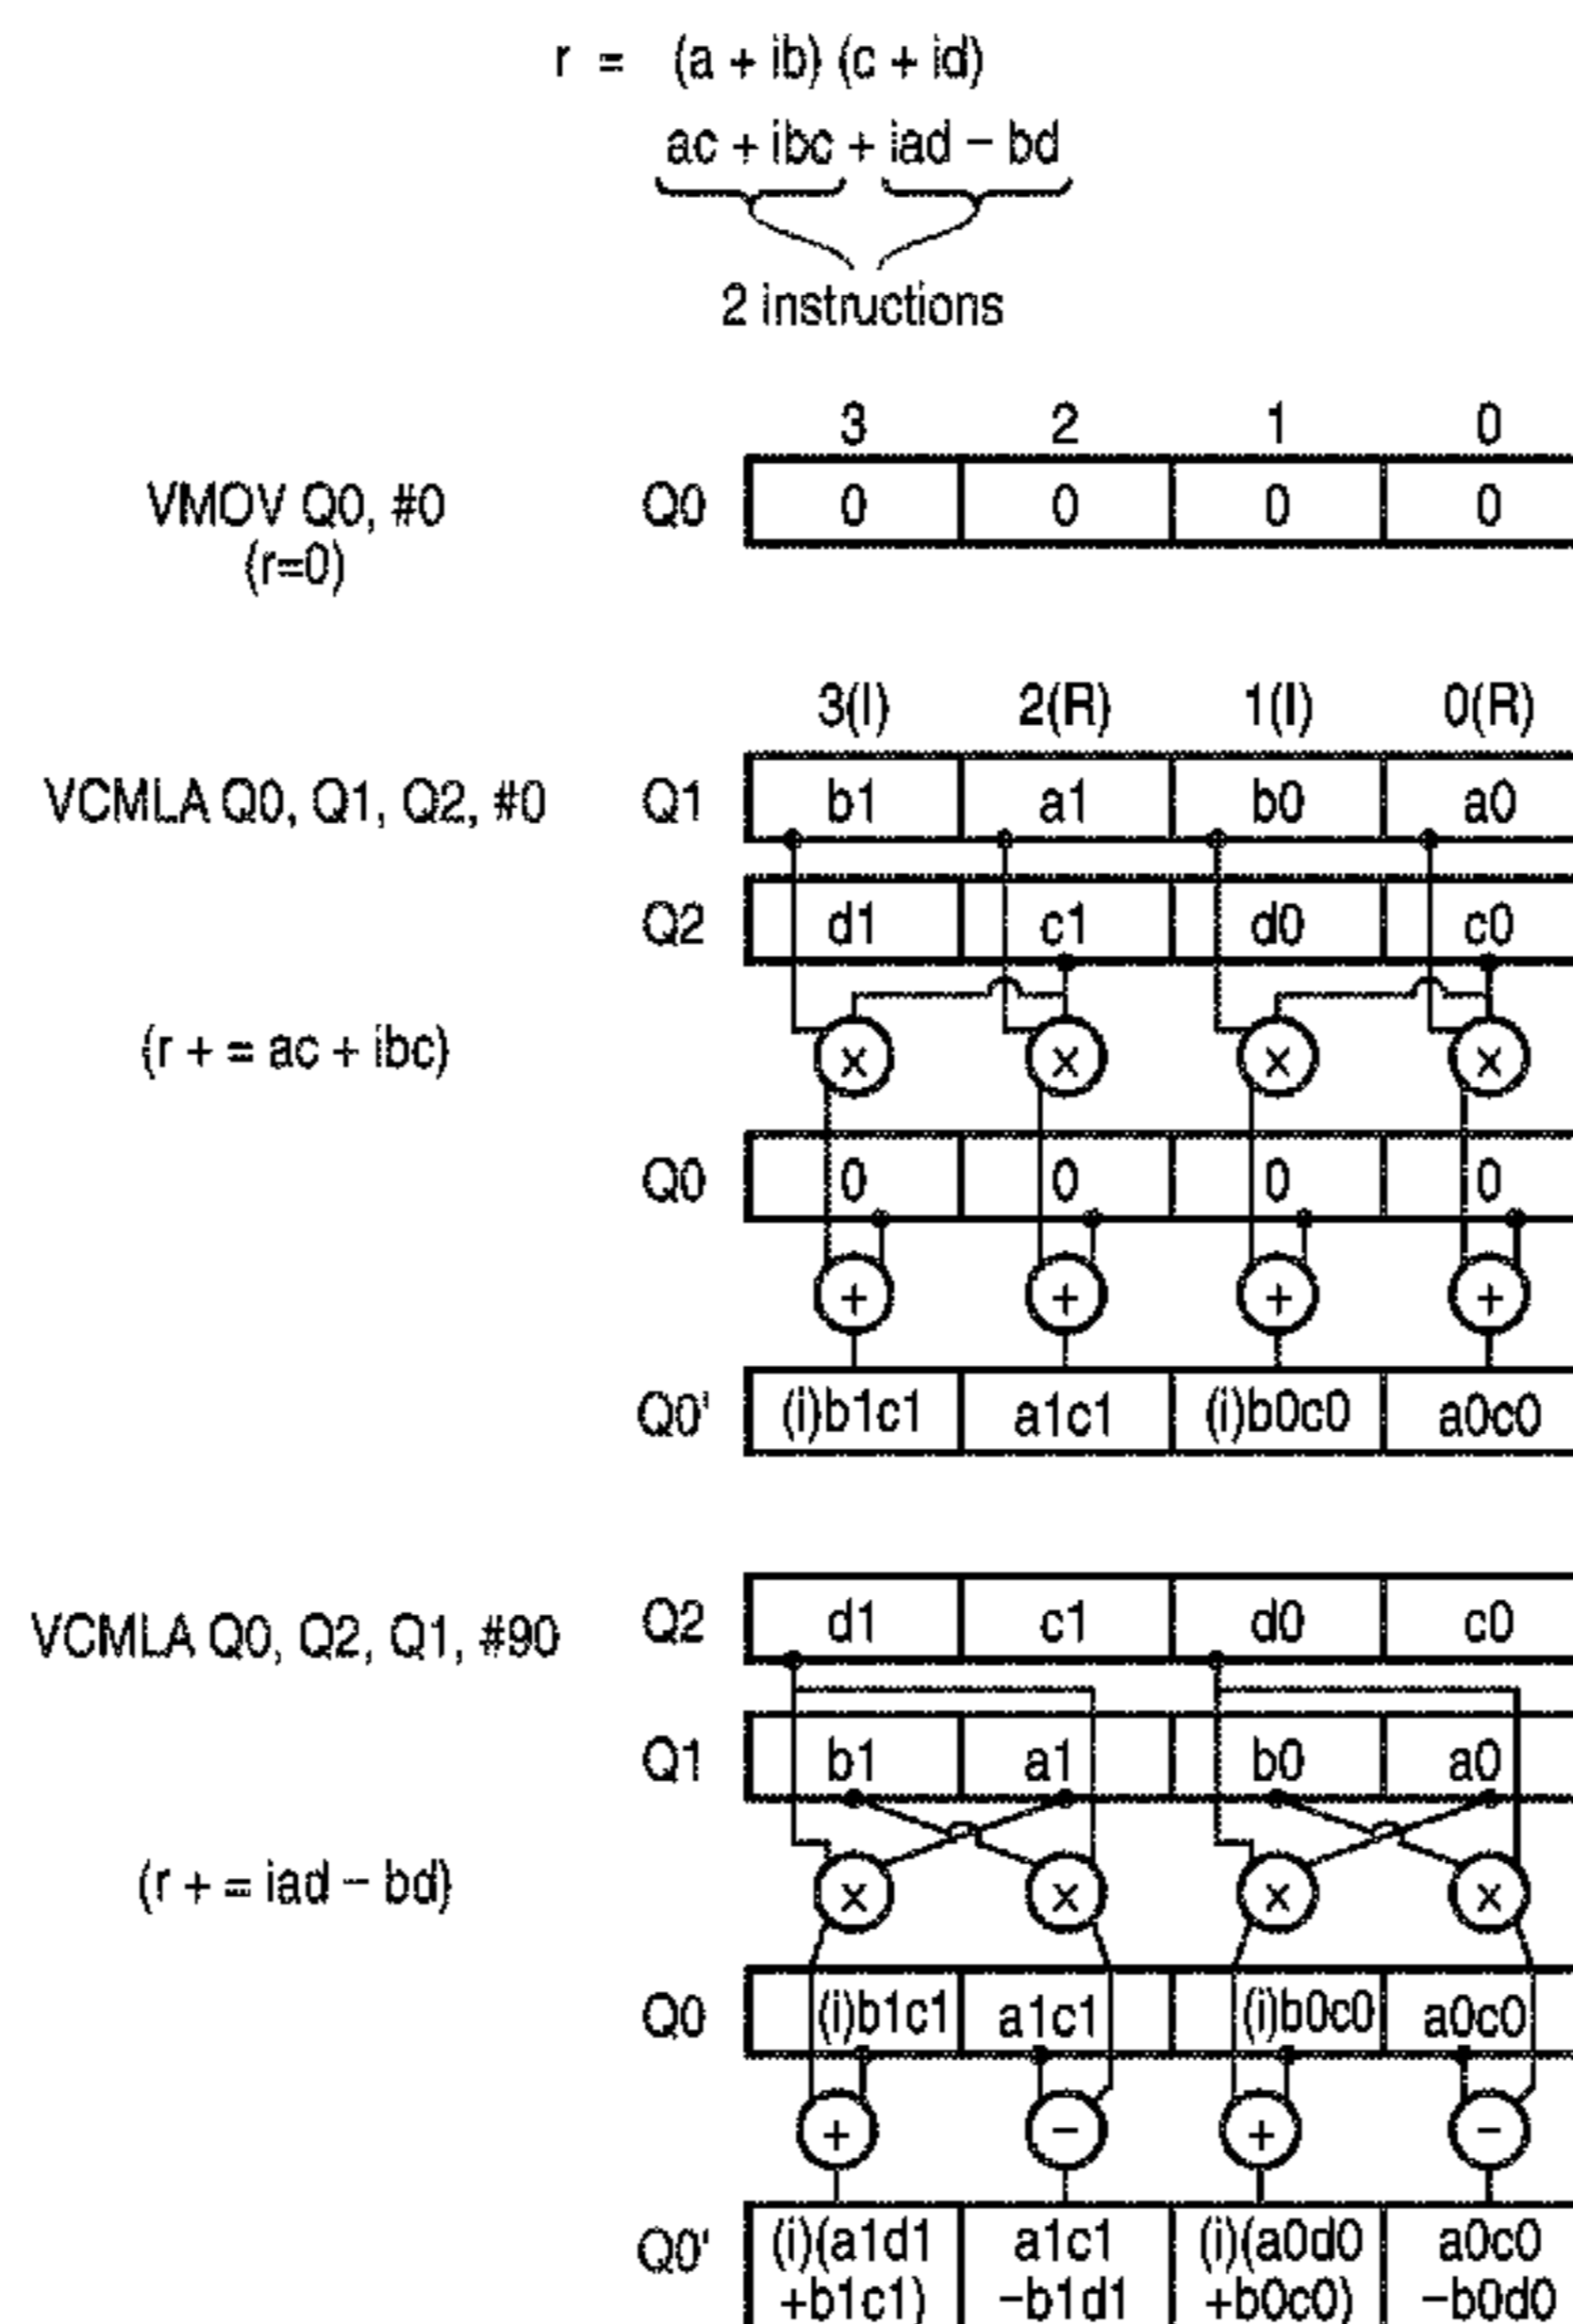 r = (a + ib) (c + id)
ac + ibc + iad − bd
2 instructions
3 2 1 0
VMOV Q0, #0 Q0 0 0 0 0
(r=0)
3(I) 2(R) 1(I) 0(R)
VCMLA Q0, Q1, Q2, #0 Q1 b1 a1 b0 a0
Q2 d1 c1 d0 c0
(r + = ac + ibc) x x x x
Q0 0 0 0 0
+ + + +
Q0' (i)b1c1 a1c1 (i)b0c0 a0c0
VCMLA Q0, Q2, Q1, #90 Q2 d1 c1 d0 c0
Q1 b1 a1 b0 a0
(r + = iad − bd) x x x x
Q0 (i)b1c1 a1c1 (i)b0c0 a0c0
+ − + −
Q0' (i)(a1d1 a1c1 (i)(a0d0 a0c0
+b1c1) −b1d1 +b0c0) −b0d0